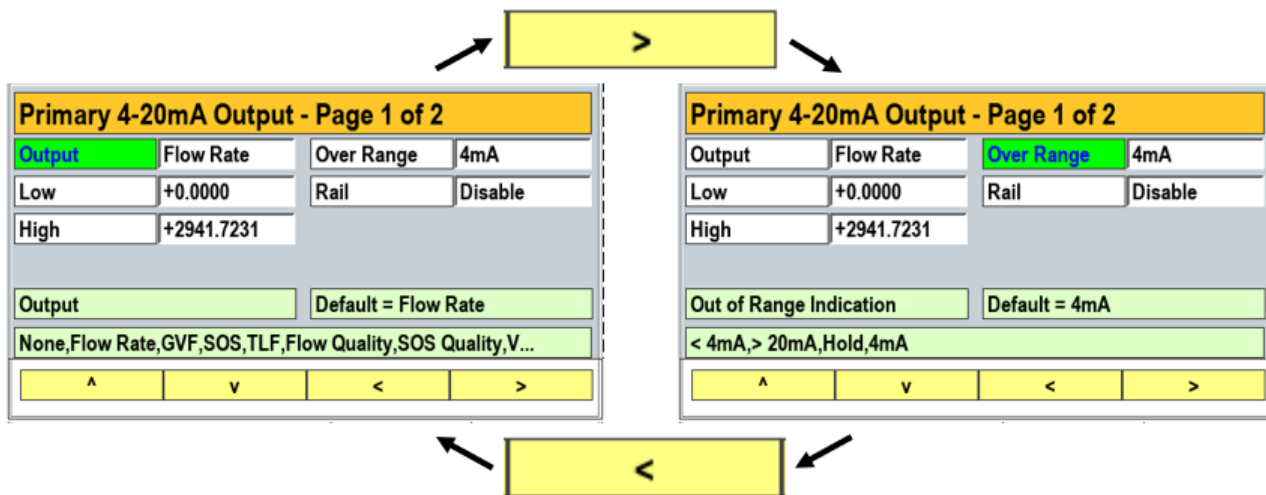 >
Primary 4-20mA Output - Page 1 of 2
Output Flow Rate Over Range 4mA
Low +0.0000 Rail Disable
High +2941.7231
Output Default = Flow Rate
None,Flow Rate,GVF,SOS,TLF,Flow Quality,SOS Quality,V...
^ v < >
Primary 4-20mA Output - Page 1 of 2
Output Flow Rate Over Range 4mA
Low +0.0000 Rail Disable
High +2941.7231
Out of Range Indication Default = 4mA
< 4mA,> 20mA,Hold,4mA
^ v < >
<